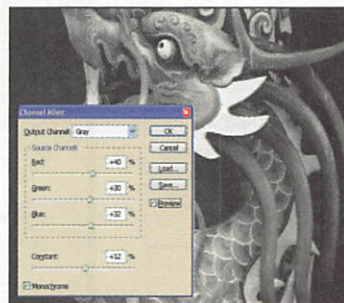 Channel Mixer
Output Channel: Gray
OK
Source Channels
Cancel
Red: +40 %
Load...
Green: +30 %
Save...
Blue: +32 %
Preview
Constant: +12 %
Monochrome